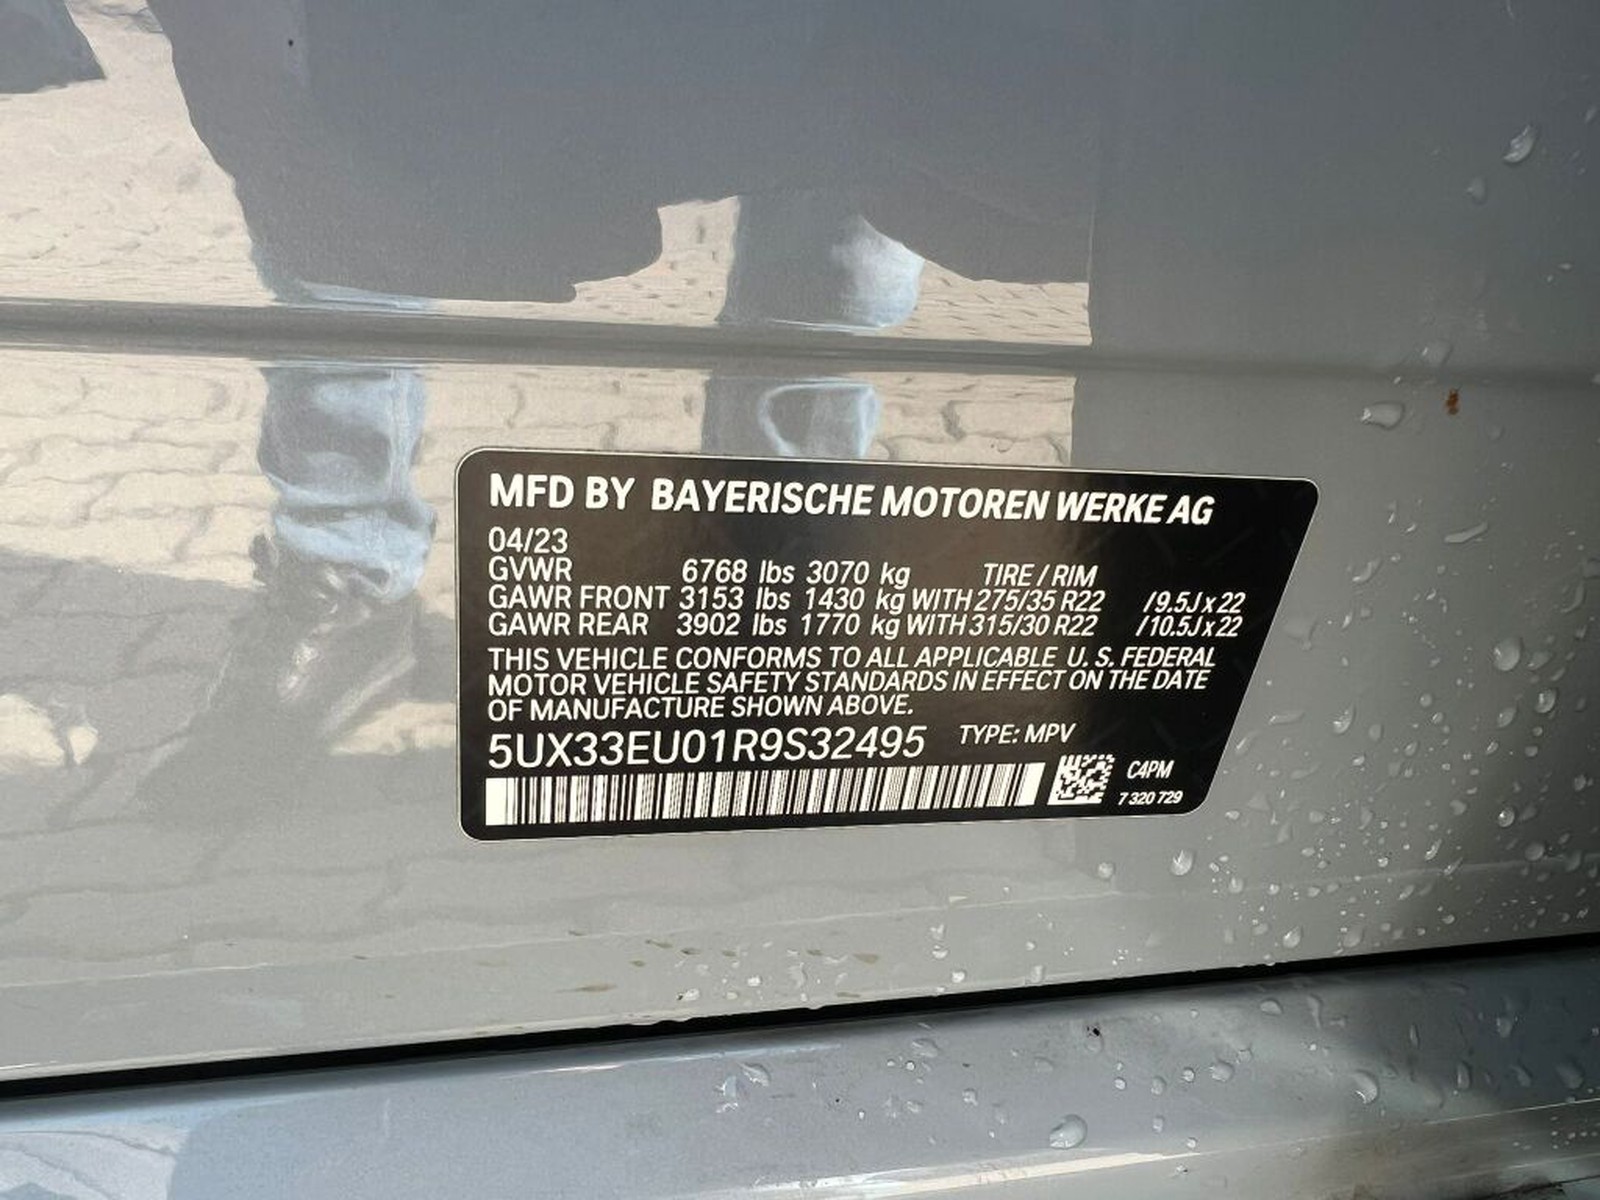 MFD BY BAYERISCHE MOTOREN WERKE AG
04/23
GVWR 6768 lbs 3070 kg TIRE / RIM
GAWR FRONT 3153 lbs 1430 kg WITH 275/35 R22 /9.5J x 22
GAWR REAR 3902 lbs 1770 kg WITH 315/30 R22 /10.5J x 22
THIS VEHICLE CONFORMS TO ALL APPLICABLE U. S. FEDERAL
MOTOR VEHICLE SAFETY STANDARDS IN EFFECT ON THE DATE
OF MANUFACTURE SHOWN ABOVE.
5UX33EU01R9S32495 TYPE: MPV
C4PM
7 320 729